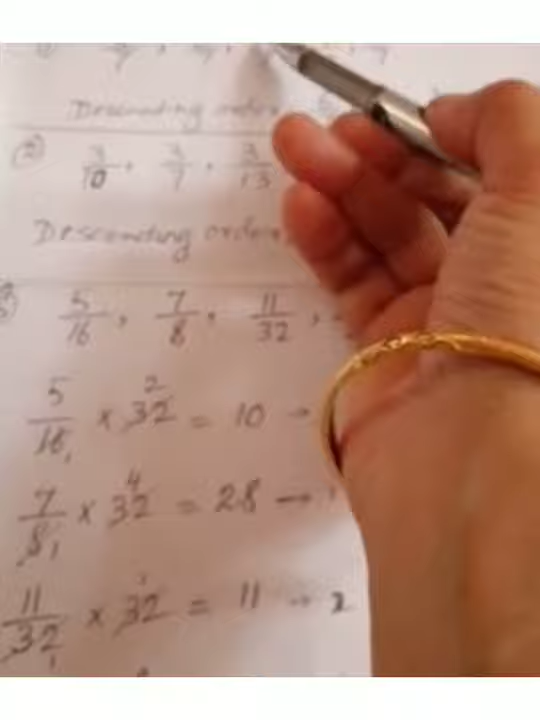 Descending order
② 3/10, 3/7, 3/13
Descending order
5/16, 7/8, 11/32,
5/16 × 32 = 10 →
7/8 × 32 = 28 →
11/32 × 32 = 11 → 2